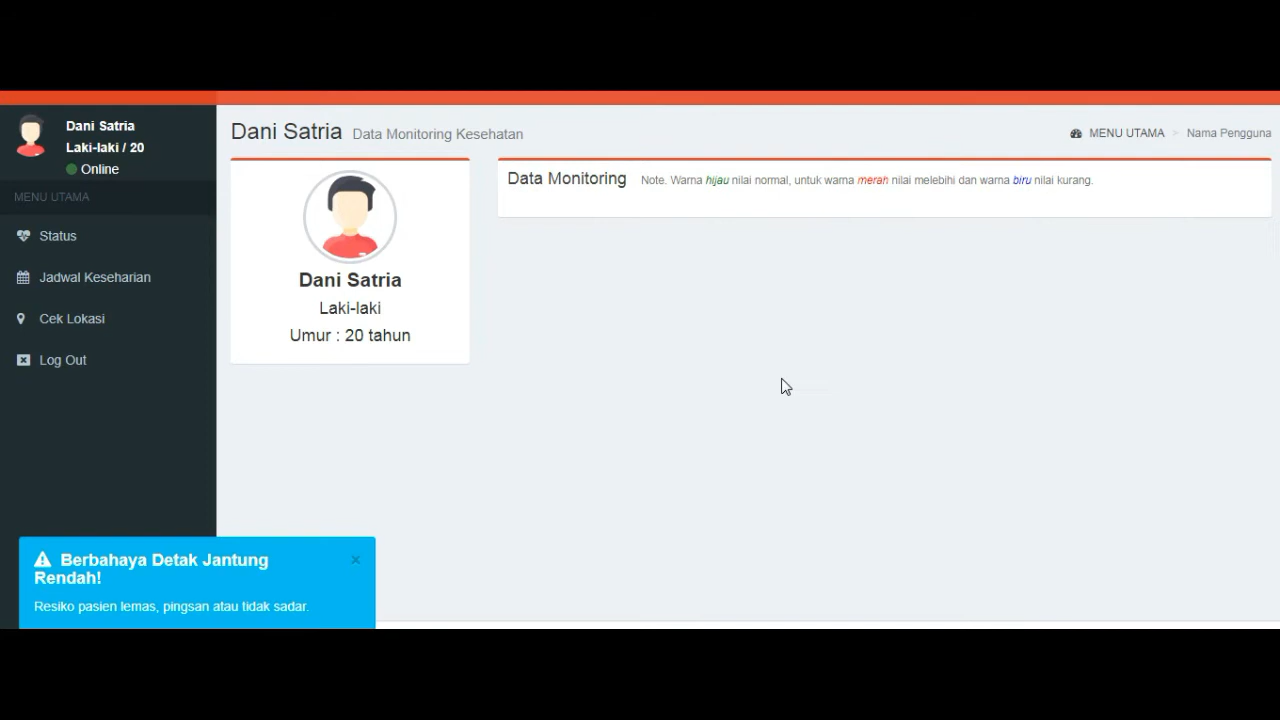 Dani Satria
Laki-laki / 20
Online
MENU UTAMA
Status
Jadwal Keseharian
Cek Lokasi
Log Out
Dani Satria Data Monitoring Kesehatan
MENU UTAMA > Nama Pengguna
Dani Satria
Laki-laki
Umur : 20 tahun
Data Monitoring Note. Warna hijau nilai normal, untuk warna merah nilai melebihi dan warna biru nilai kurang.
Berbahaya Detak Jantung
Rendah!
×
Resiko pasien lemas, pingsan atau tidak sadar.